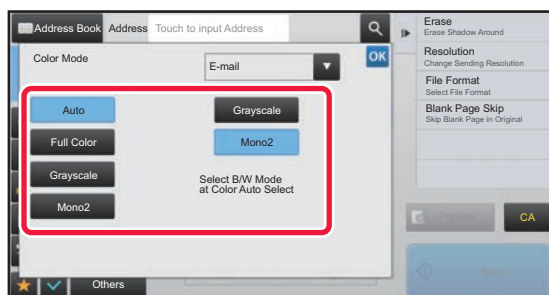 Address Book
Address
Touch to input Address
Color Mode
E-mail
OK
Auto
Full Color
Grayscale
Mono2
Grayscale
Mono2
Select B/W Mode
at Color Auto Select
Erase
Erase Shadow Around
Resolution
Change Sending Resolution
File Format
Select File Format
Blank Page Skip
Skip Blank Page in Original
Preview
CA
Start
Others